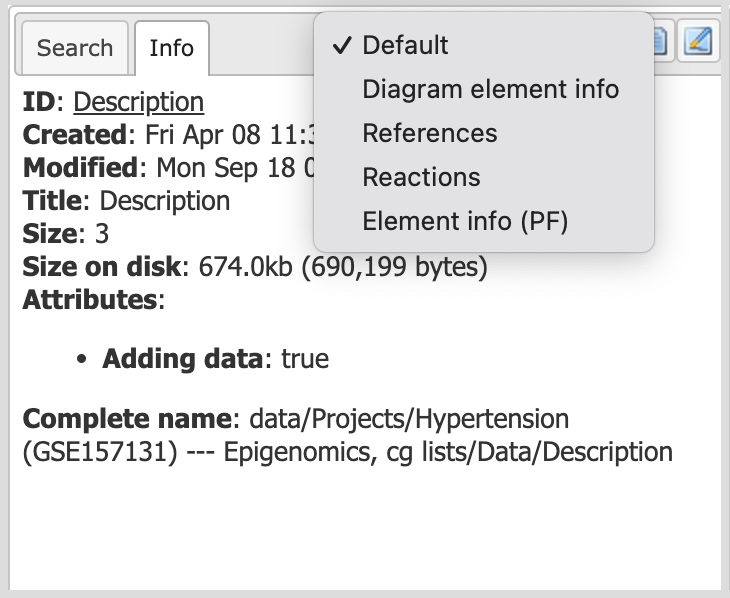 Search
Info
✓ Default
Diagram element info
References
Reactions
Element info (PF)
ID: Description
Created: Fri Apr 08 11:3
Modified: Mon Sep 18 0
Title: Description
Size: 3
Size on disk: 674.0kb (690,199 bytes)
Attributes:
• Adding data: true
Complete name: data/Projects/Hypertension
(GSE157131) --- Epigenomics, cg lists/Data/Description